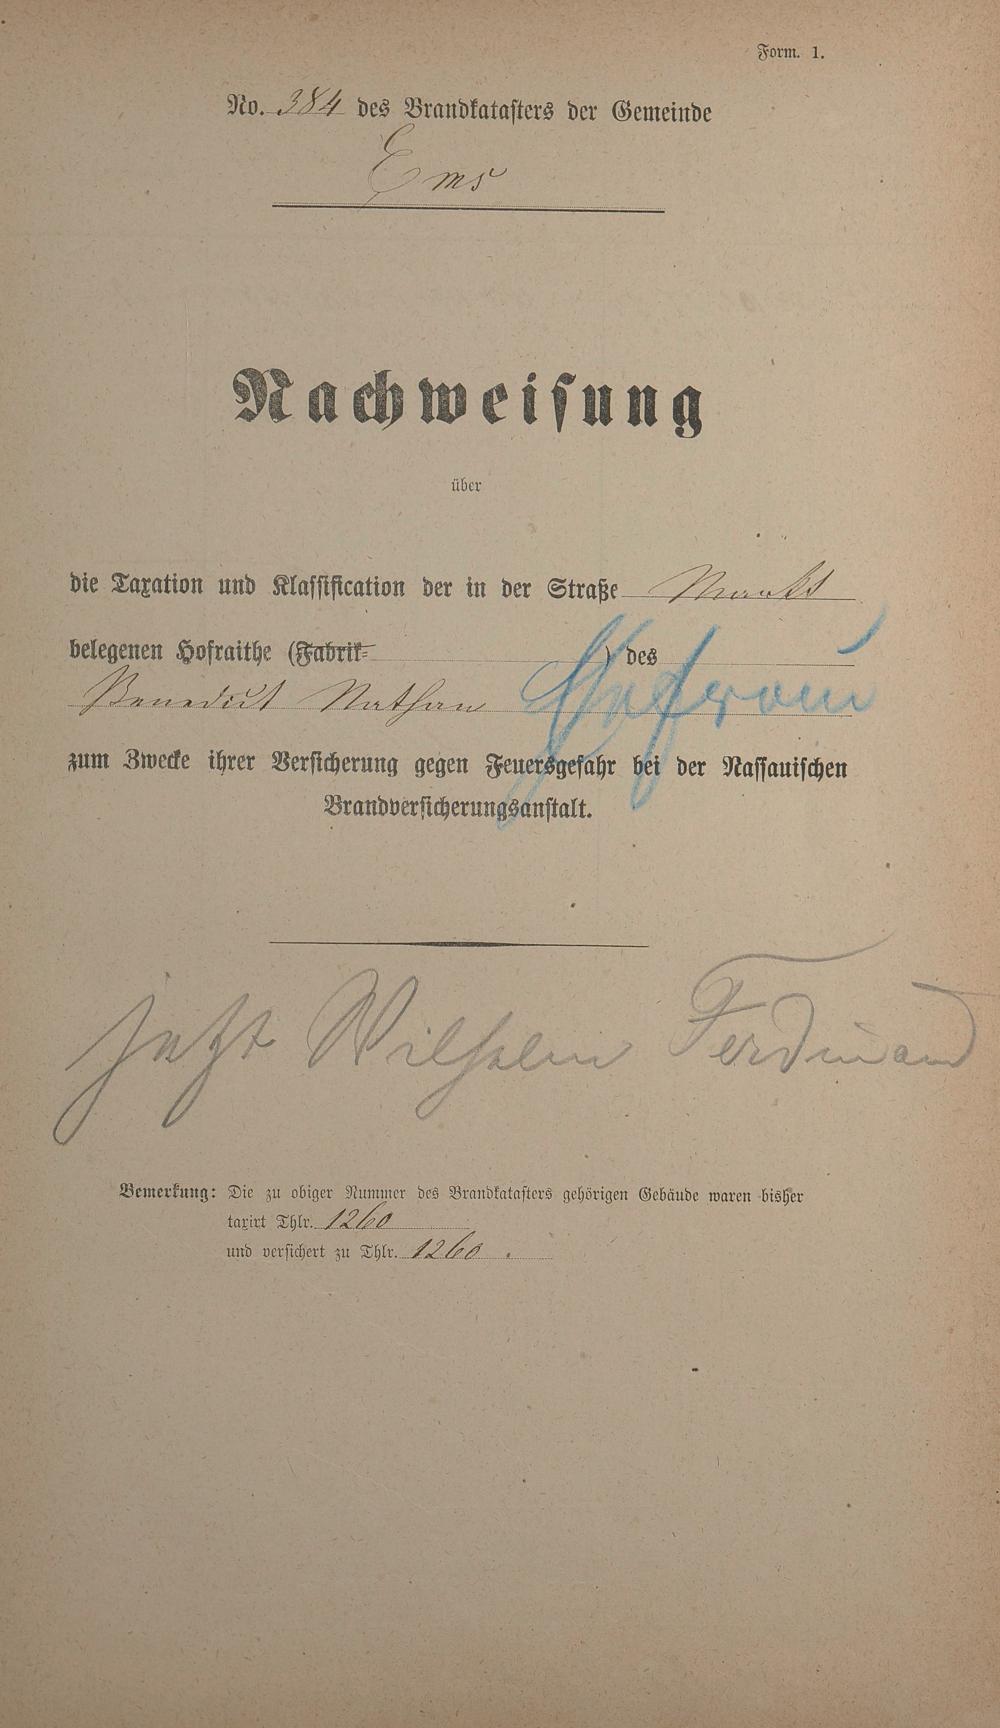 Form. 1.
No. 384 des Brandkatasters der Gemeinde
Ems
Nachweisung
über
die Taxation und Klassification der in der Straße Markt
belegenen Hofraithe (Fabrik- ) des
Benedict Nathan Ehefrau
zum Zwecke ihrer Versicherung gegen Feuersgefahr bei der Nassauischen
Brandversicherungsanstalt.
jetzt Wilhelm Ferdinand
Bemerkung: Die zu obiger Nummer des Brandkatasters gehörigen Gebäude waren bisher
taxirt Thlr. 1260
und versichert zu Thlr. 1260.